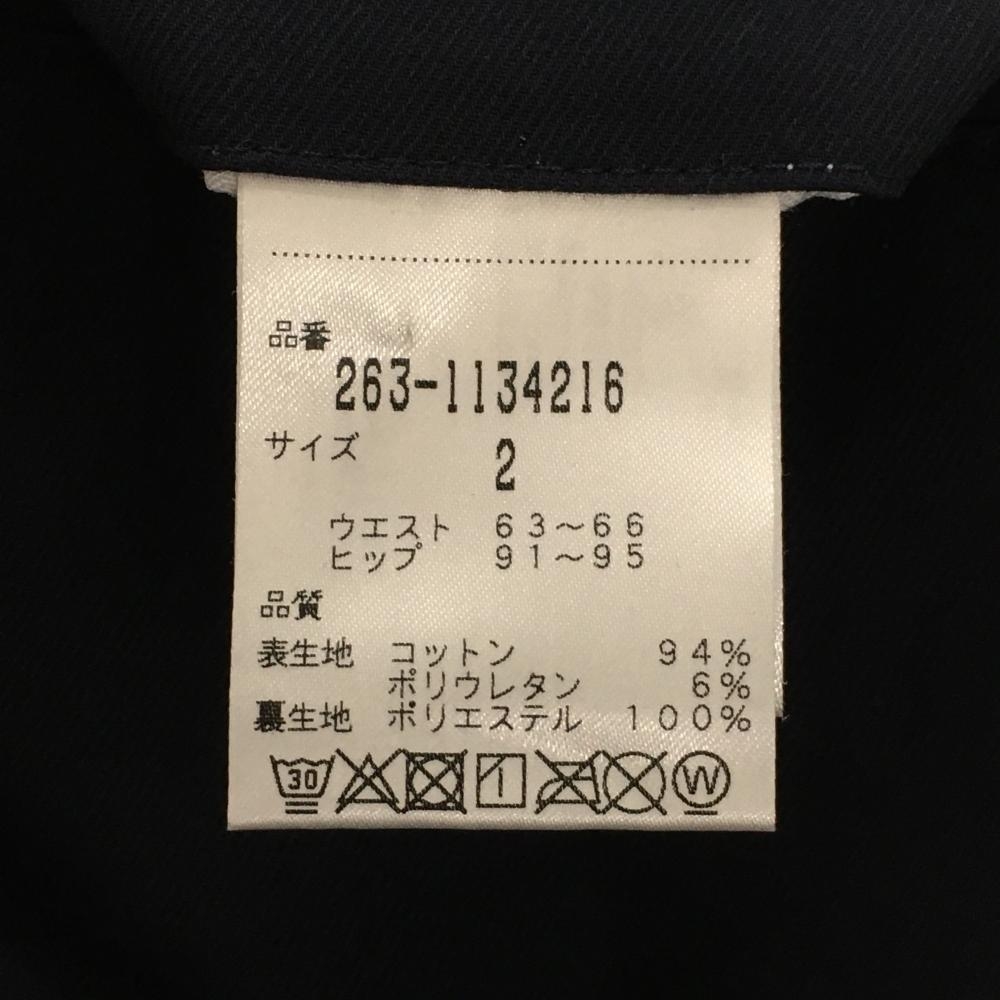 品番
263-1134216
サイズ 2
ウエスト 63～66
ヒップ 91～95
品質
表生地 コットン 94%
ポリウレタン 6%
裏生地 ポリエステル 100%
30 W